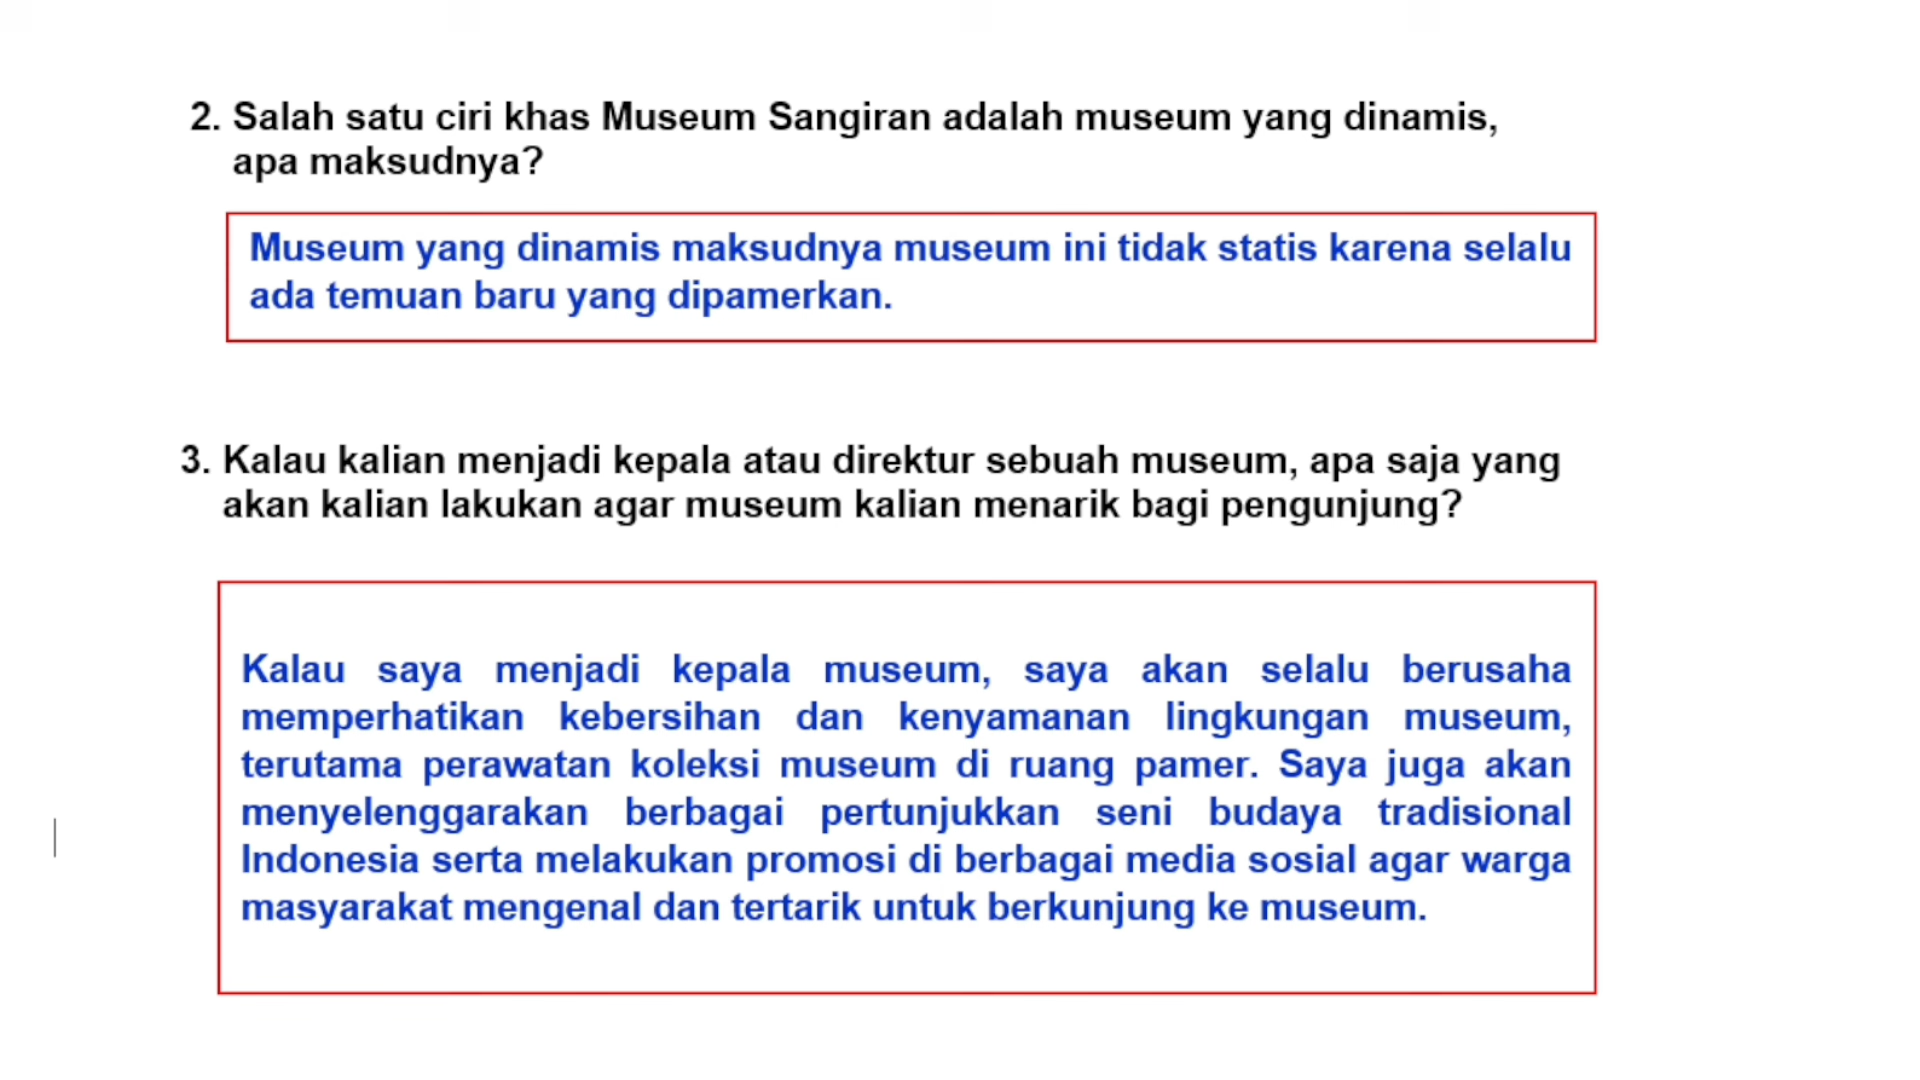 2. Salah satu ciri khas Museum Sangiran adalah museum yang dinamis,
apa maksudnya?
Museum yang dinamis maksudnya museum ini tidak statis karena selalu
ada temuan baru yang dipamerkan.
3. Kalau kalian menjadi kepala atau direktur sebuah museum, apa saja yang
akan kalian lakukan agar museum kalian menarik bagi pengunjung?
Kalau saya menjadi kepala museum, saya akan selalu berusaha
memperhatikan kebersihan dan kenyamanan lingkungan museum,
terutama perawatan koleksi museum di ruang pamer. Saya juga akan
menyelenggarakan berbagai pertunjukkan seni budaya tradisional
Indonesia serta melakukan promosi di berbagai media sosial agar warga
masyarakat mengenal dan tertarik untuk berkunjung ke museum.